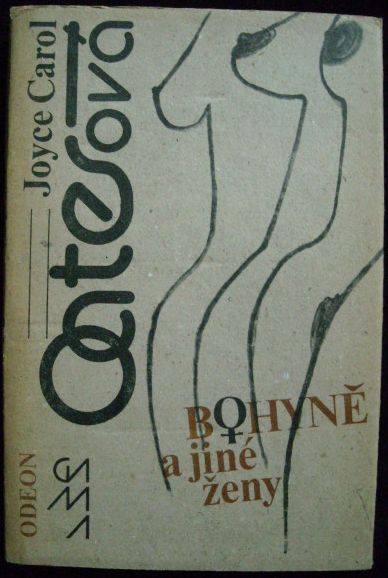 Joyce Carol
Oatesová
BOHYNĚ
a jiné
ženy
ODEON